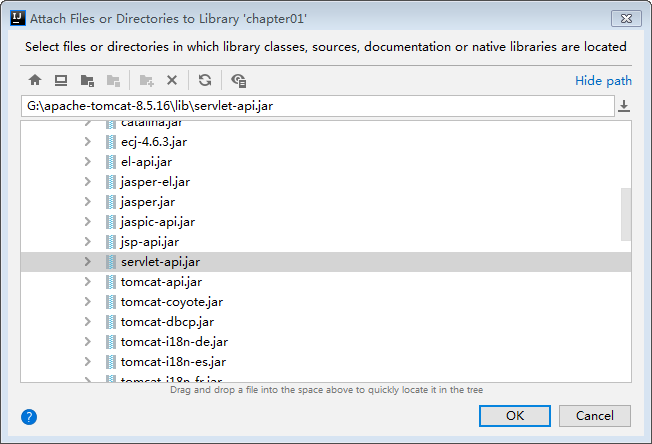 Attach Files or Directories to Library 'chapter01'
Select files or directories in which library classes, sources, documentation or native libraries are located
Hide path
G:\apache-tomcat-8.5.16\lib\servlet-api.jar
catalina.jar
ecj-4.6.3.jar
el-api.jar
jasper-el.jar
jasper.jar
jaspic-api.jar
jsp-api.jar
servlet-api.jar
tomcat-api.jar
tomcat-coyote.jar
tomcat-dbcp.jar
tomcat-i18n-de.jar
tomcat-i18n-es.jar
tomcat-i18n-fr.jar
Drag and drop a file into the space above to quickly locate it in the tree
? OK Cancel